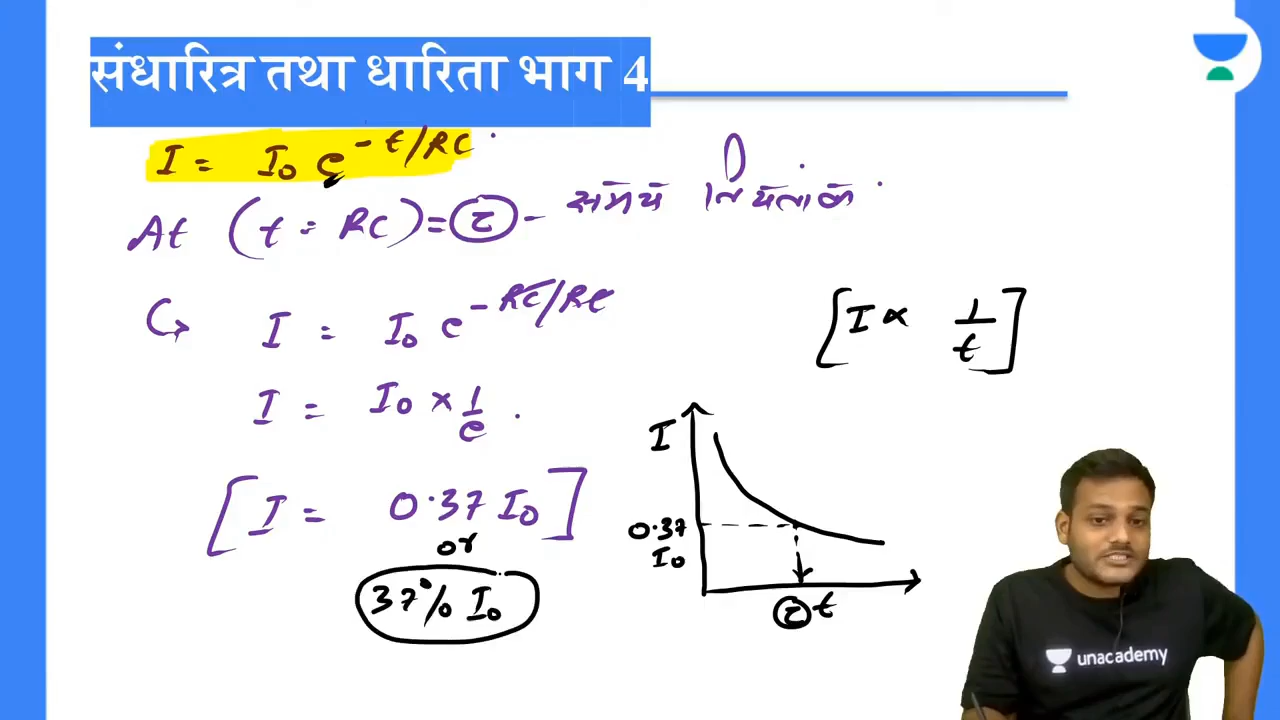 संधारित्र तथा धारिता भाग 4
I = I₀ e^-t/RC
At (t = RC) = τ - समय नियतांक
↳ I = I₀ e^-RC/RC
[I ∝ 1/t]
I = I₀ × 1/e
I
[I = 0.37 I₀]
0.37 I₀
or
37% I₀
τ t
unacademy